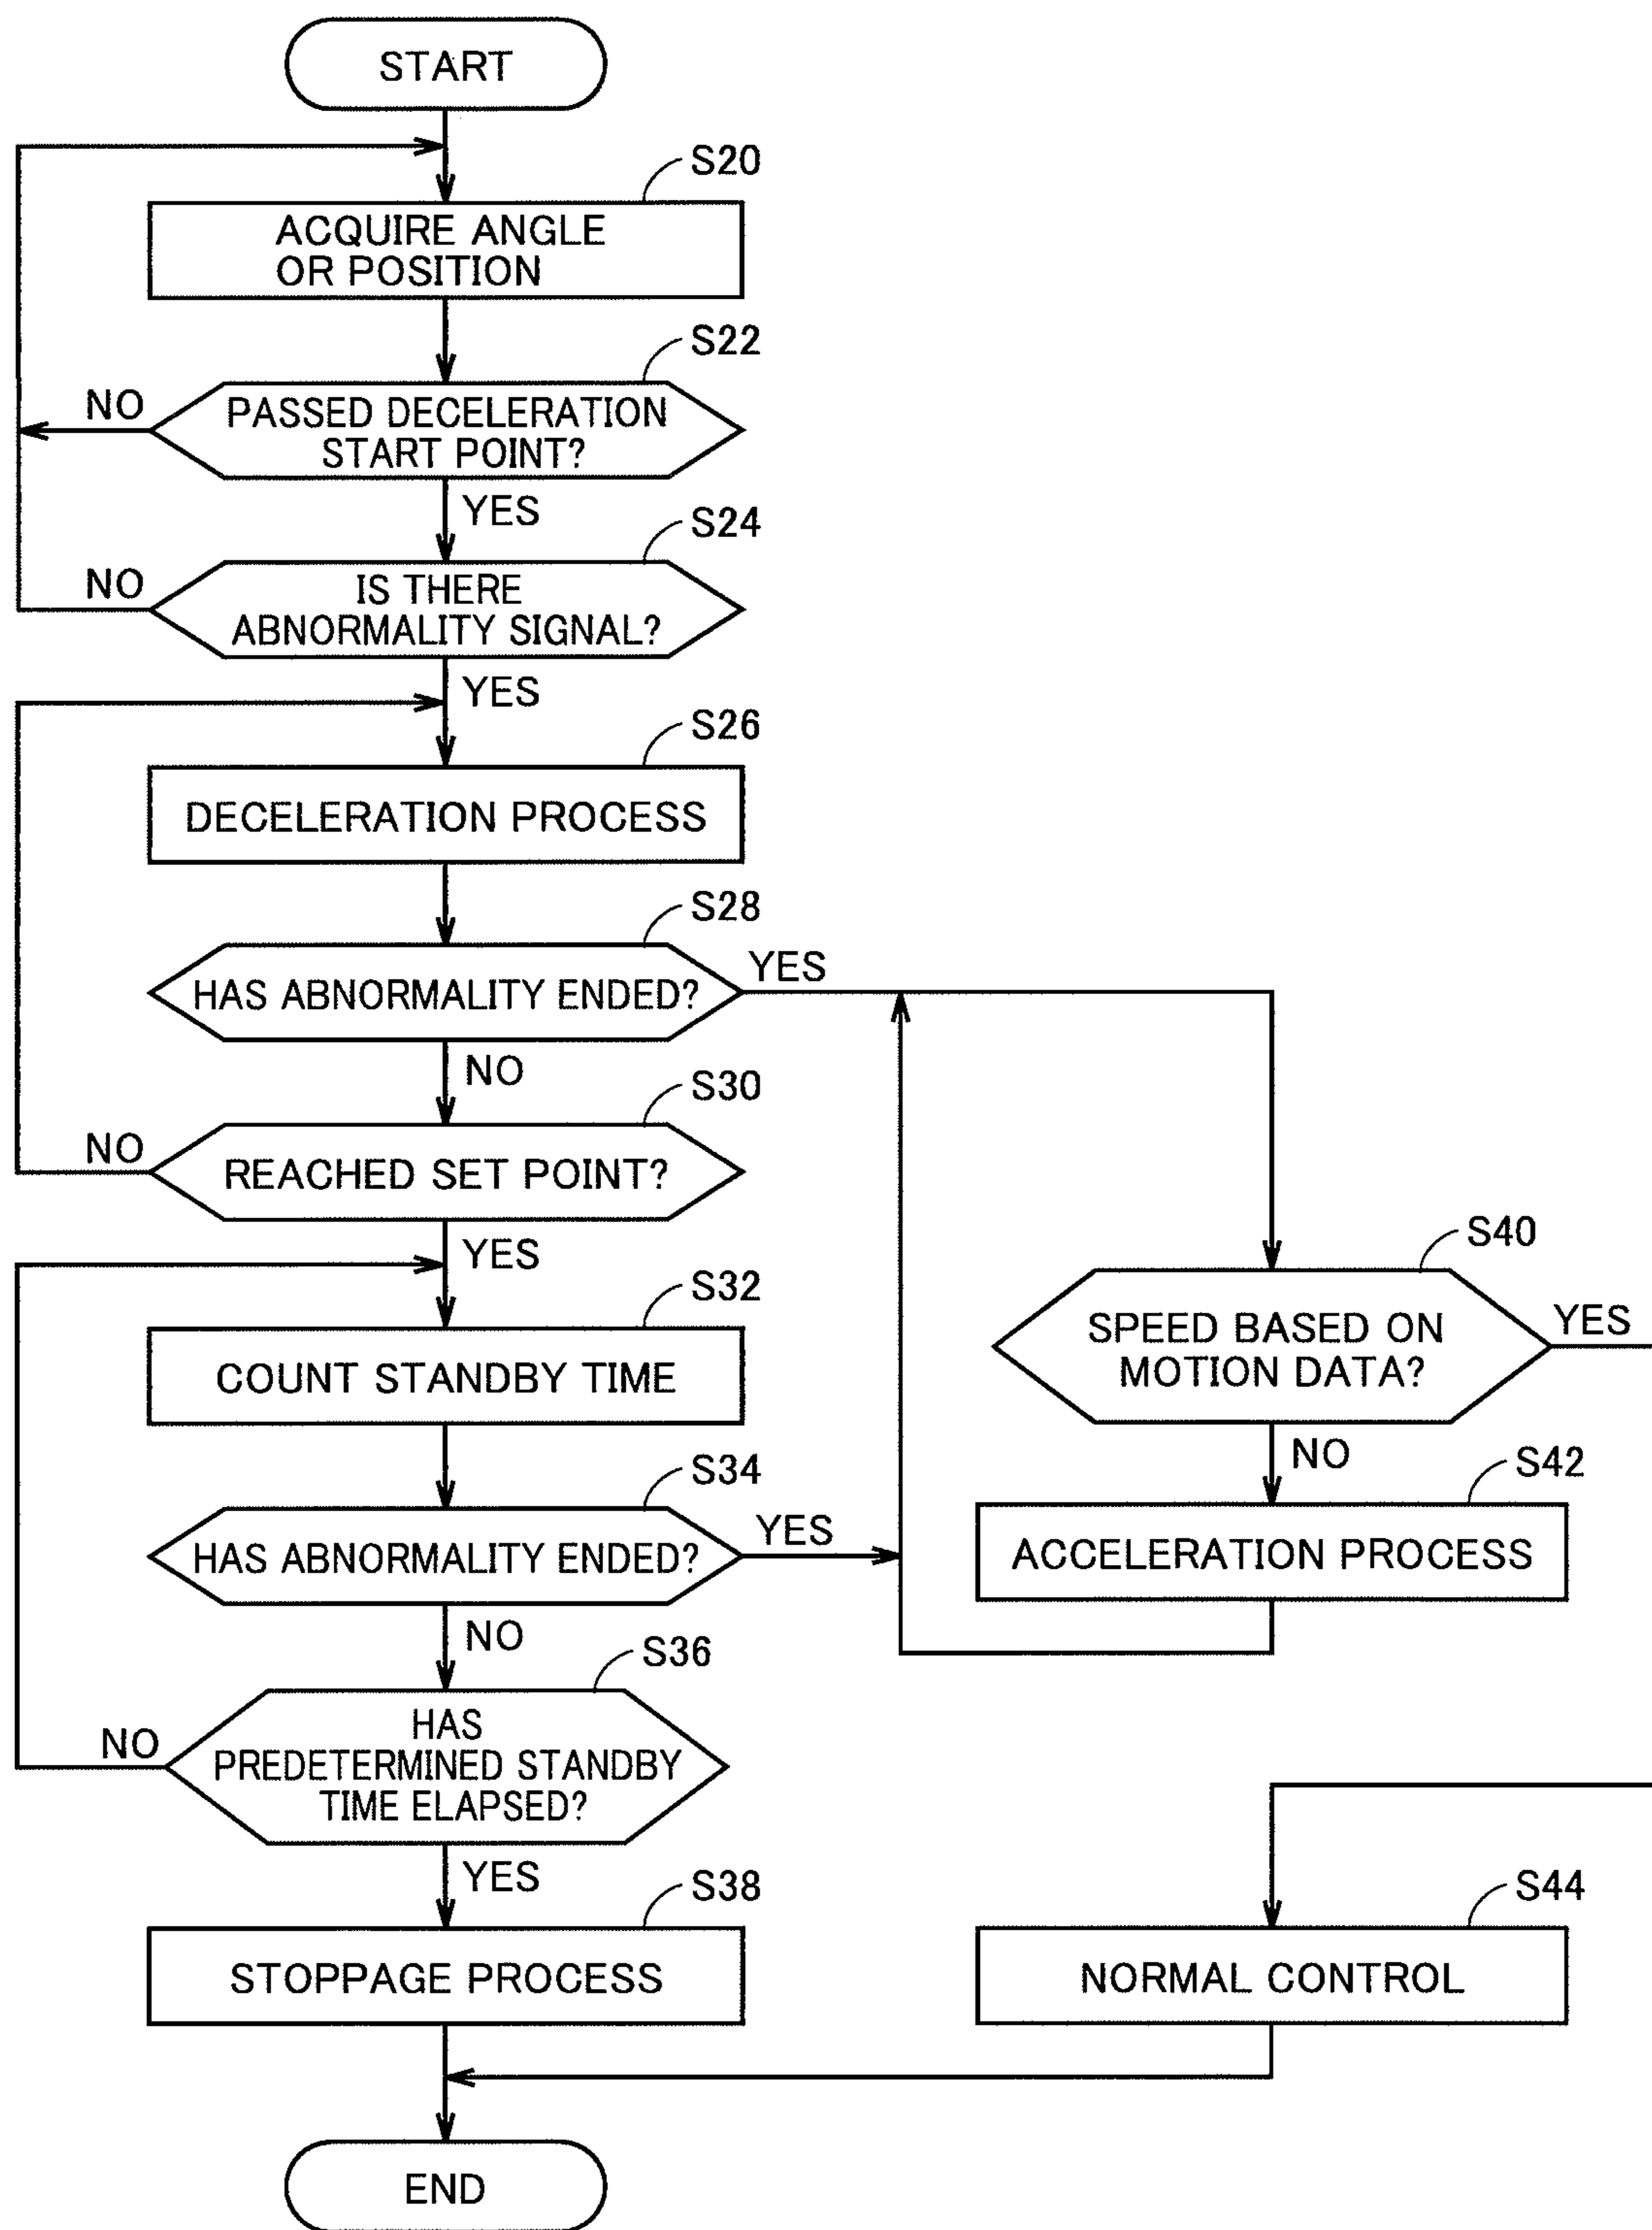 START
S20
ACQUIRE ANGLE
OR POSITION
S22
NO
PASSED DECELERATION
START POINT?
YES
S24
NO
IS THERE
ABNORMALITY SIGNAL?
YES
S26
DECELERATION PROCESS
S28
HAS ABNORMALITY ENDED?
YES
NO
S30
NO
REACHED SET POINT?
YES
S32
COUNT STANDBY TIME
S34
HAS ABNORMALITY ENDED?
YES
NO
S36
NO
HAS
PREDETERMINED STANDBY
TIME ELAPSED?
YES
S38
STOPPAGE PROCESS
S40
SPEED BASED ON
MOTION DATA?
YES
NO
S42
ACCELERATION PROCESS
S44
NORMAL CONTROL
END